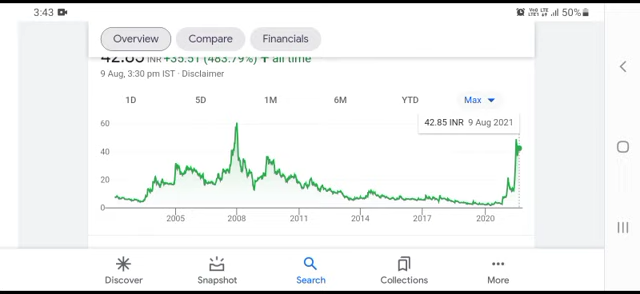 3:43 50%
Overview Compare Financials
42.85 INR +35.51 (483.79%) ↑ all time
9 Aug, 3:30 pm IST · Disclaimer
1D 5D 1M 6M YTD Max
42.85 INR 9 Aug 2021
60
40
20
0
2005 2008 2011 2014 2017 2020
Discover Snapshot Search Collections More